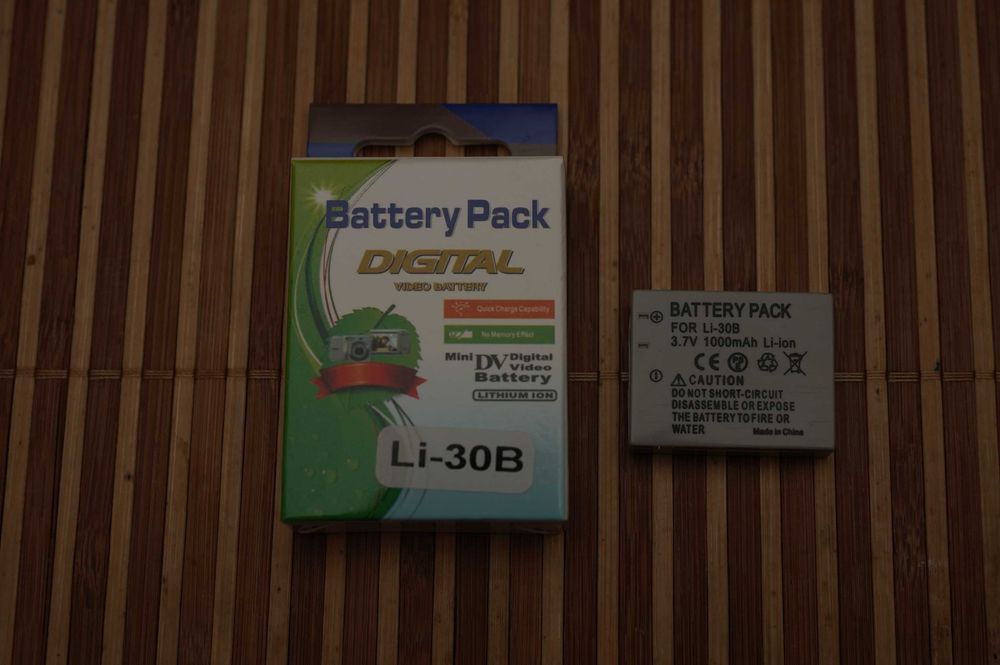 Battery Pack
DIGITAL
VIDEO BATTERY
Quick Charge Capability
No Memory Effect
Mini DV Digital Video
Battery
LITHIUM ION
Li-30B
BATTERY PACK
FOR Li-30B
3.7V 1000mAh Li-ion
CE
CAUTION
DO NOT SHORT-CIRCUIT
DISASSEMBLE OR EXPOSE
THE BATTERY TO FIRE OR
WATER
Made in China